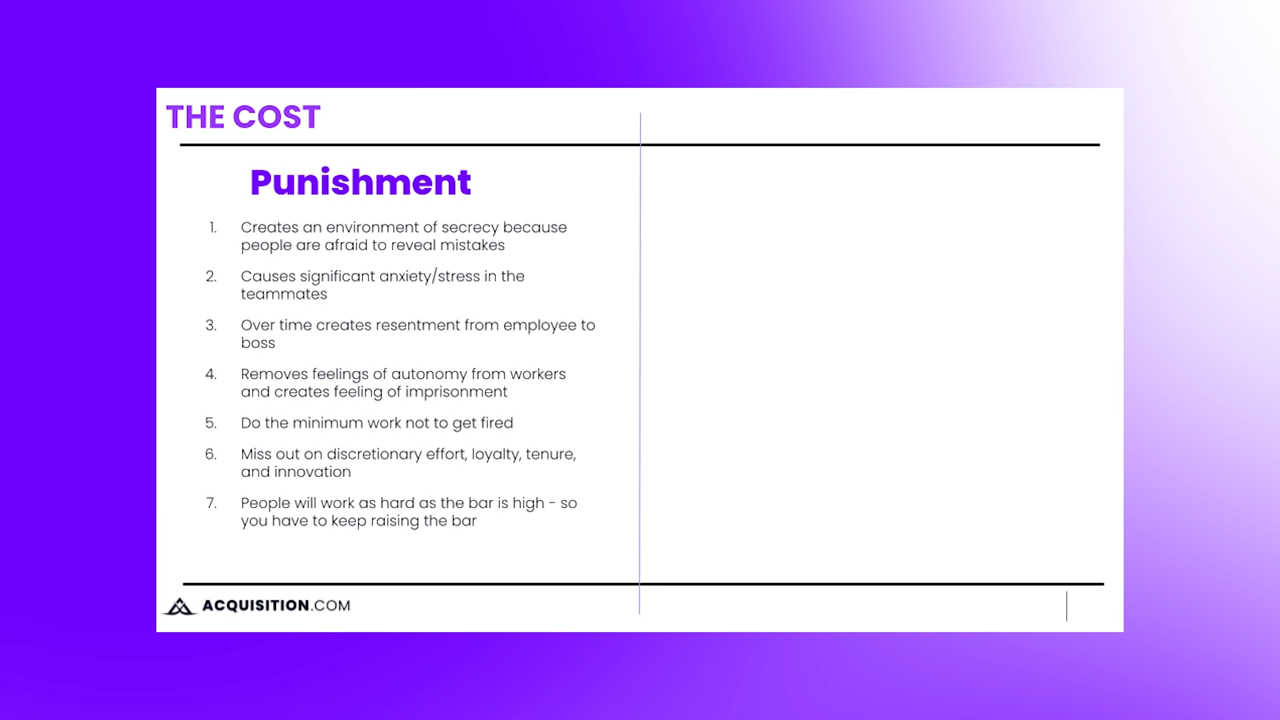 THE COST
Punishment
1. Creates an environment of secrecy because
people are afraid to reveal mistakes
2. Causes significant anxiety/stress in the
teammates
3. Over time creates resentment from employee to
boss
4. Removes feelings of autonomy from workers
and creates feeling of imprisonment
5. Do the minimum work not to get fired
6. Miss out on discretionary effort, loyalty, tenure,
and innovation
7. People will work as hard as the bar is high - so
you have to keep raising the bar
ACQUISITION.COM